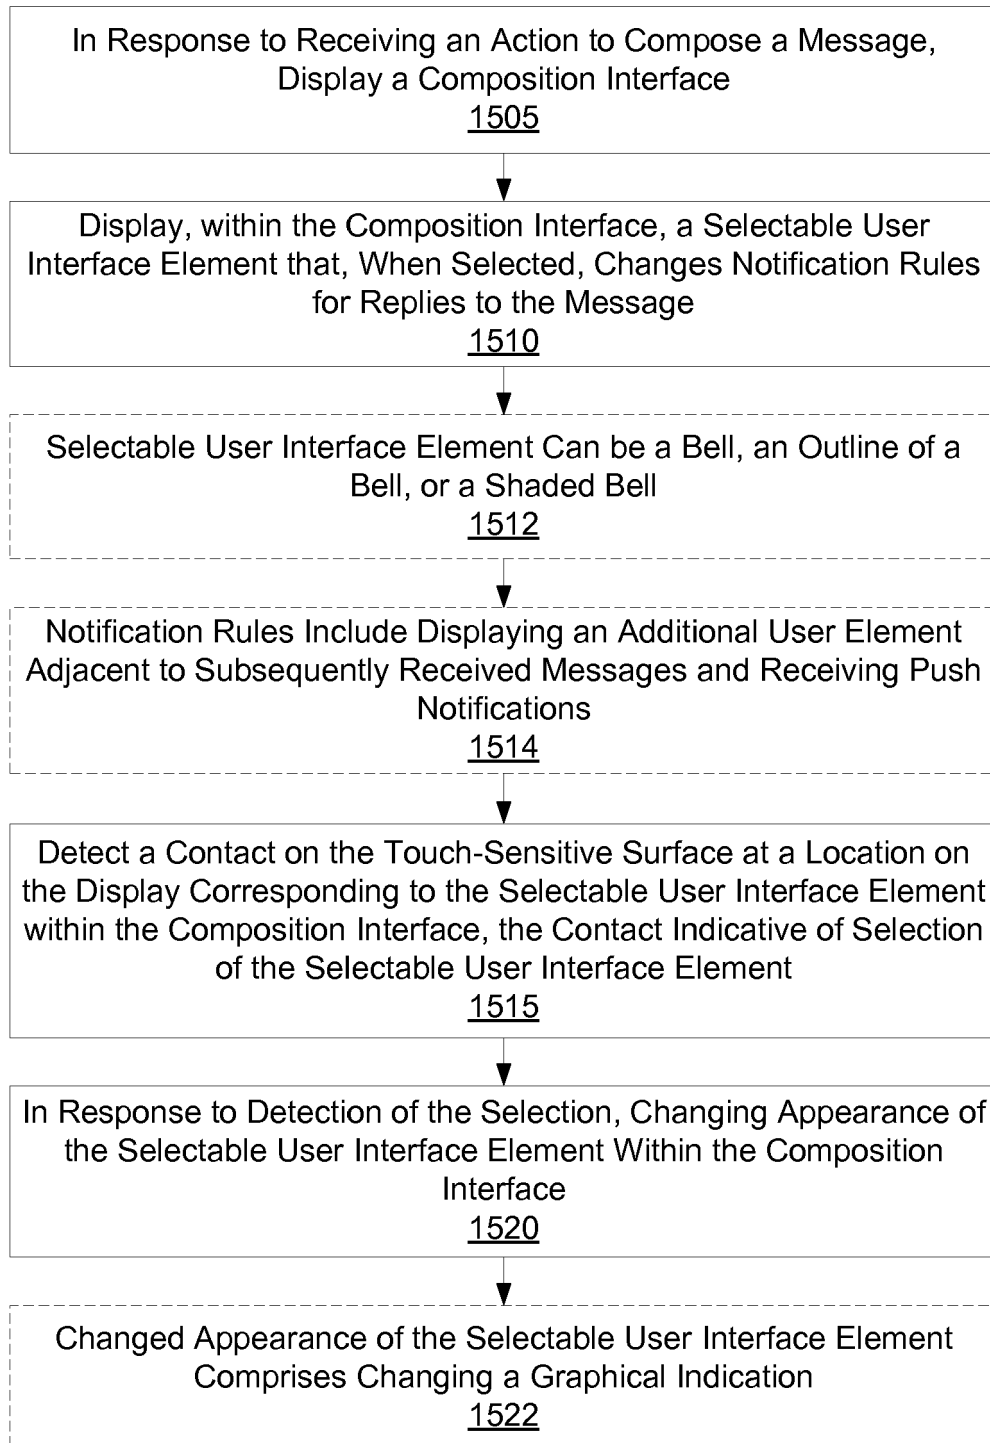 In Response to Receiving an Action to Compose a Message,
Display a Composition Interface
1505
Display, within the Composition Interface, a Selectable User
Interface Element that, When Selected, Changes Notification Rules
for Replies to the Message
1510
Selectable User Interface Element Can be a Bell, an Outline of a
Bell, or a Shaded Bell
1512
Notification Rules Include Displaying an Additional User Element
Adjacent to Subsequently Received Messages and Receiving Push
Notifications
1514
Detect a Contact on the Touch-Sensitive Surface at a Location on
the Display Corresponding to the Selectable User Interface Element
within the Composition Interface, the Contact Indicative of Selection
of the Selectable User Interface Element
1515
In Response to Detection of the Selection, Changing Appearance of
the Selectable User Interface Element Within the Composition
Interface
1520
Changed Appearance of the Selectable User Interface Element
Comprises Changing a Graphical Indication
1522